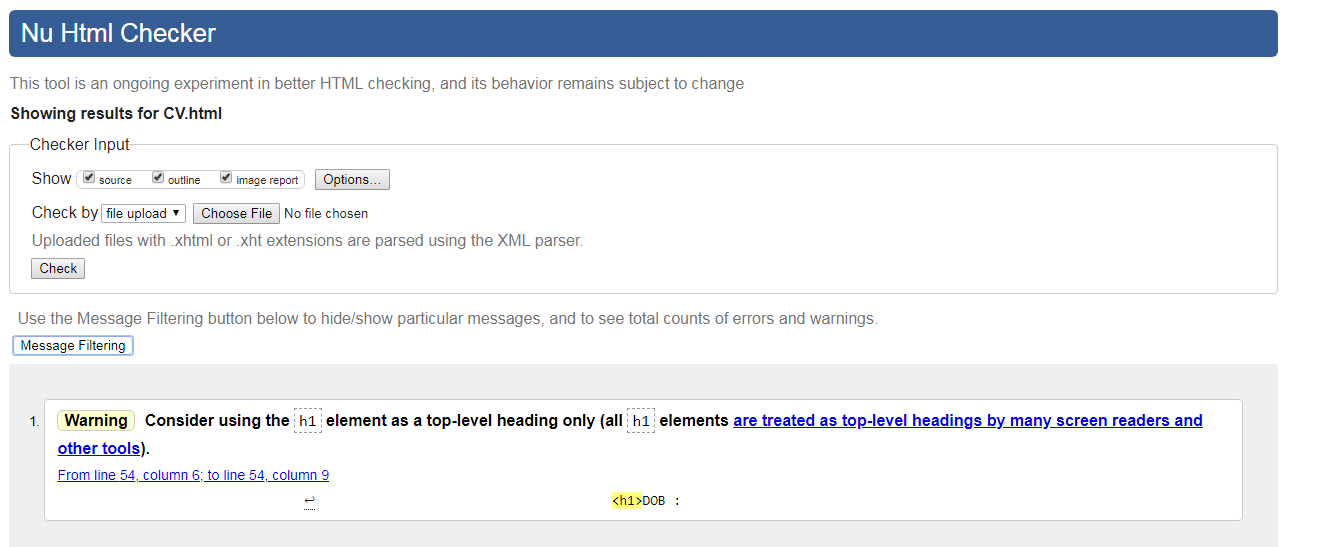 Nu Html Checker
This tool is an ongoing experiment in better HTML checking, and its behavior remains subject to change
Showing results for CV.html
Checker Input
Show source outline image report Options...
Check by file upload ▼ Choose File No file chosen
Uploaded files with .xhtml or .xht extensions are parsed using the XML parser.
Check
Use the Message Filtering button below to hide/show particular messages, and to see total counts of errors and warnings.
Message Filtering
1. Warning Consider using the h1 element as a top-level heading only (all h1 elements are treated as top-level headings by many screen readers and
other tools).
From line 54, column 6; to line 54, column 9
↩ <h1>DOB :